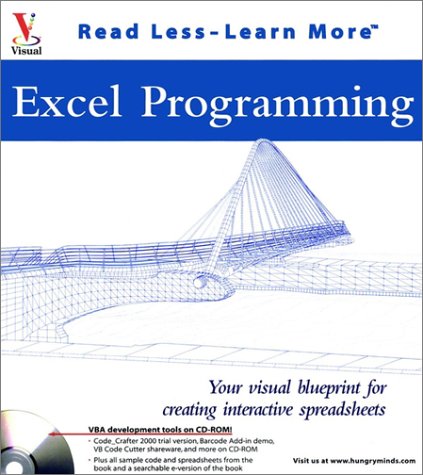 Visual
Read Less-Learn More™
Excel Programming
Your visual blueprint for
creating interactive spreadsheets
VBA development tools on CD-ROM!
• Code_Crafter 2000 trial version, Barcode Add-in demo,
VB Code Cutter shareware, and more on CD-ROM
• Plus all sample code and spreadsheets from the
book and a searchable e-version of the book
Visit us at www.hungryminds.com